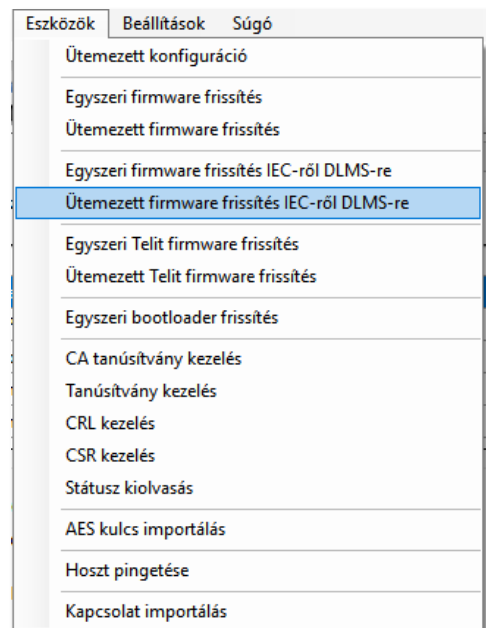 Eszközök Beállítások Súgó
Ütemezett konfiguráció
Egyszeri firmware frissítés
Ütemezett firmware frissítés
Egyszeri firmware frissítés IEC-ről DLMS-re
Ütemezett firmware frissítés IEC-ről DLMS-re
Egyszeri Telit firmware frissítés
Ütemezett Telit firmware frissítés
Egyszeri bootloader frissítés
CA tanúsítvány kezelés
Tanúsítvány kezelés
CRL kezelés
CSR kezelés
Státusz kiolvasás
AES kulcs importálás
Hoszt pingetése
Kapcsolat importálás